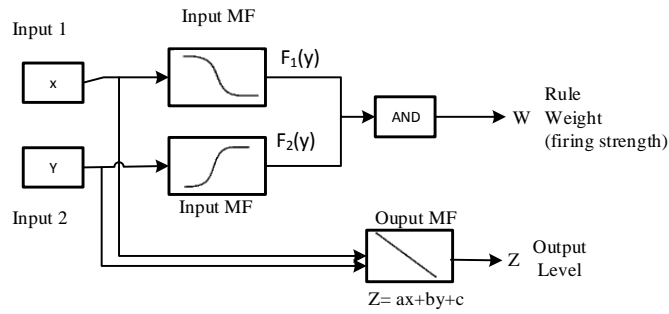 Input MF
Input 1
x
F₁(y)
AND
W
Rule
Weight
(firing strength)
Y
F₂(y)
Input MF
Input 2
Ouput MF
Z
Output
Level
Z= ax+by+c